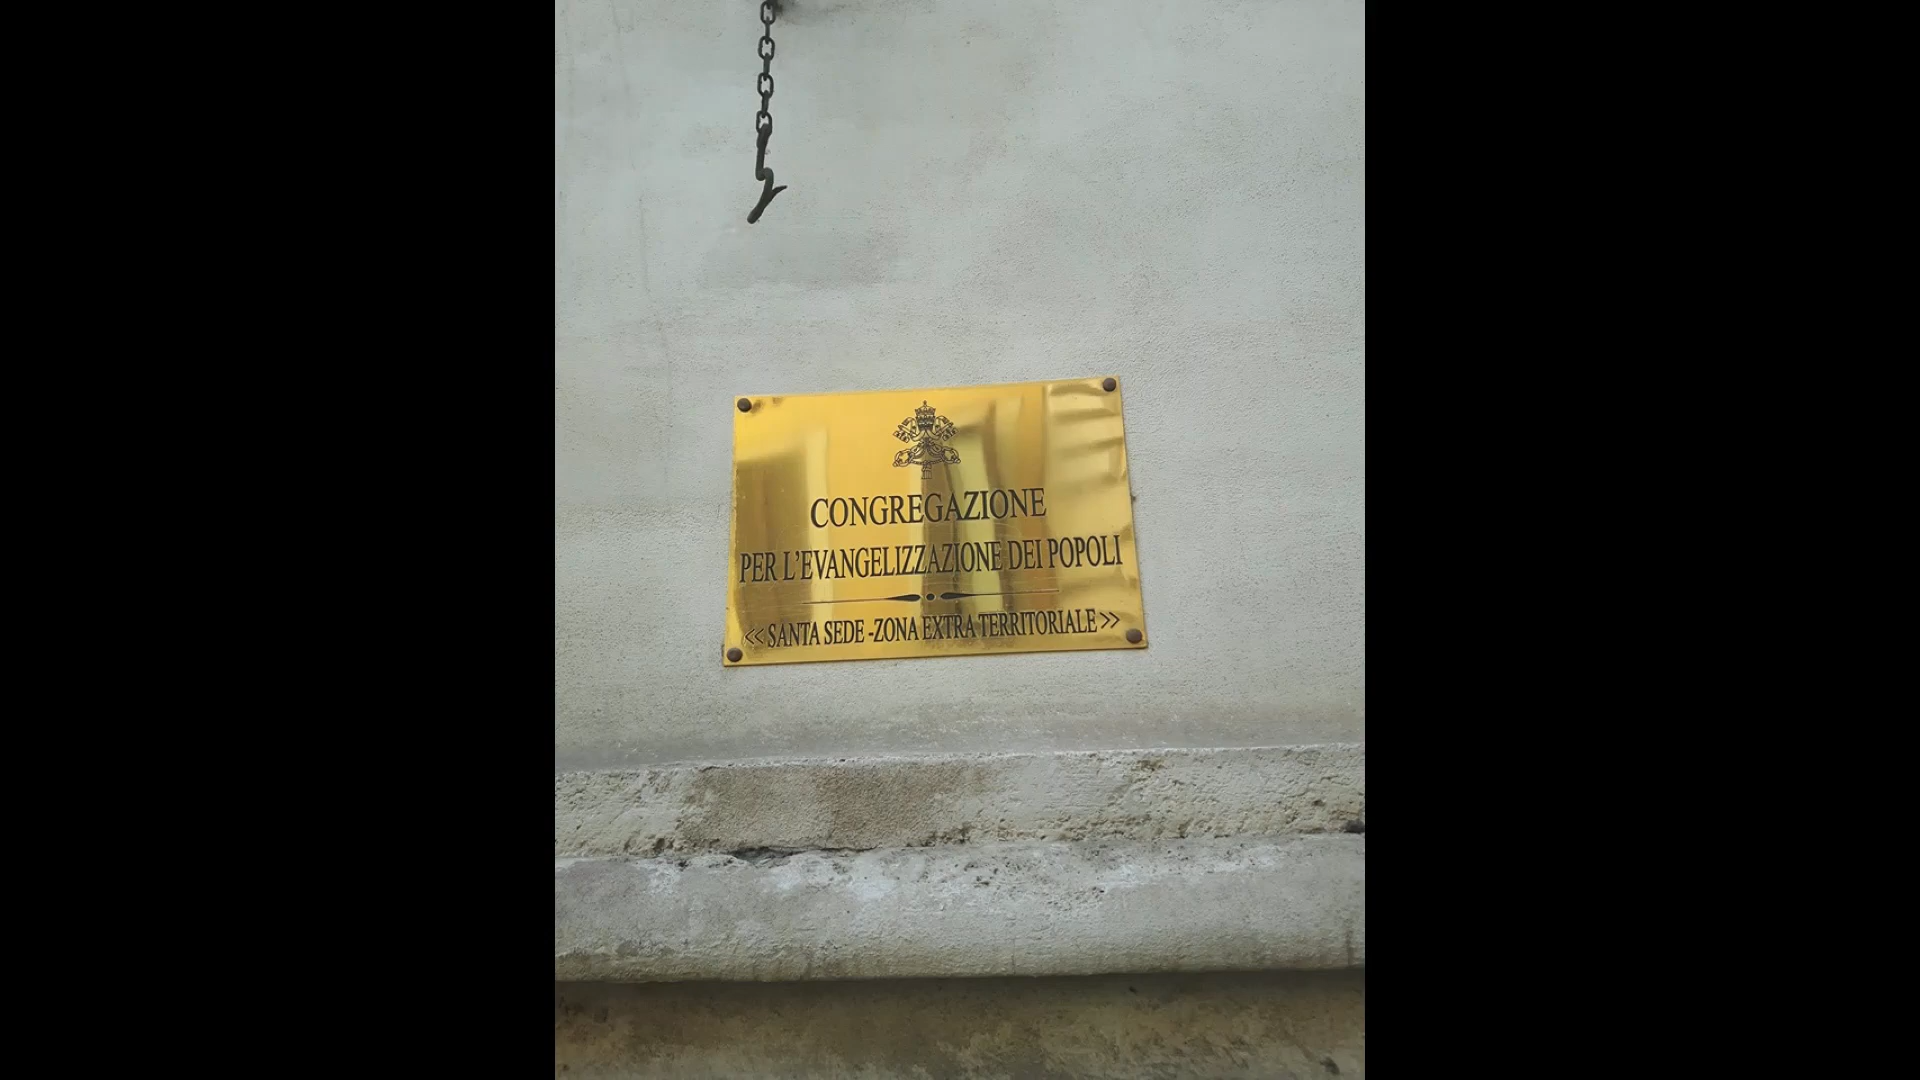 CONGREGAZIONE
PER L'EVANGELIZZAZIONE DEI POPOLI
<< SANTA SEDE -ZONA EXTRA TERRITORIALE >>